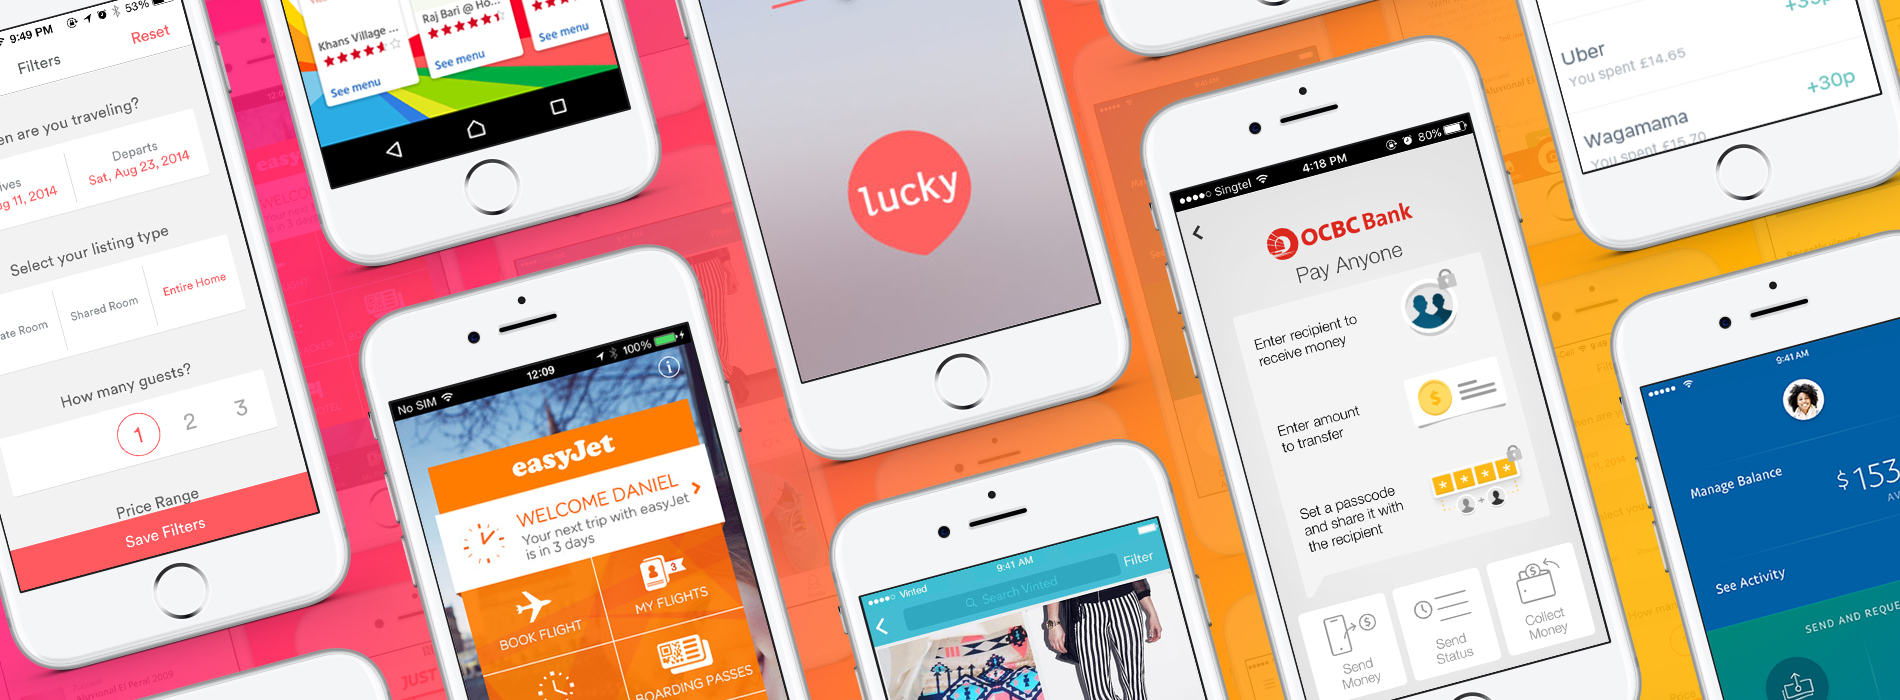 9:49 PM
53%
Filters
Reset
en are you traveling?
ives
Departs
g 11, 2014
Sat, Aug 23, 2014
Select your listing type
ate Room
Shared Room
Entire Home
How many guests?
1
2
3
Price Range
Save Filters
Khans Village ...
See menu
Raj Bari @ Ho...
See menu
See menu
No SIM
12:09
100%
easyJet
WELCOME DANIEL
Your next trip with easyJet
is in 3 days
BOOK FLIGHT
3
MY FLIGHTS
BOARDING PASSES
lucky
Vinted
9:41 AM
Search Vinted
Filter
Singtel
4:18 PM
80%
OCBC Bank
Pay Anyone
Enter recipient to
receive money
Enter amount
to transfer
Set a passcode
and share it with
the recipient
Send
Money
Send
Status
Collect
Money
Uber
You spent £14.65
+30p
Wagamama
You spent £15.70
9:41 AM
Manage Balance
$153
See Activity
SEND AND REQUE